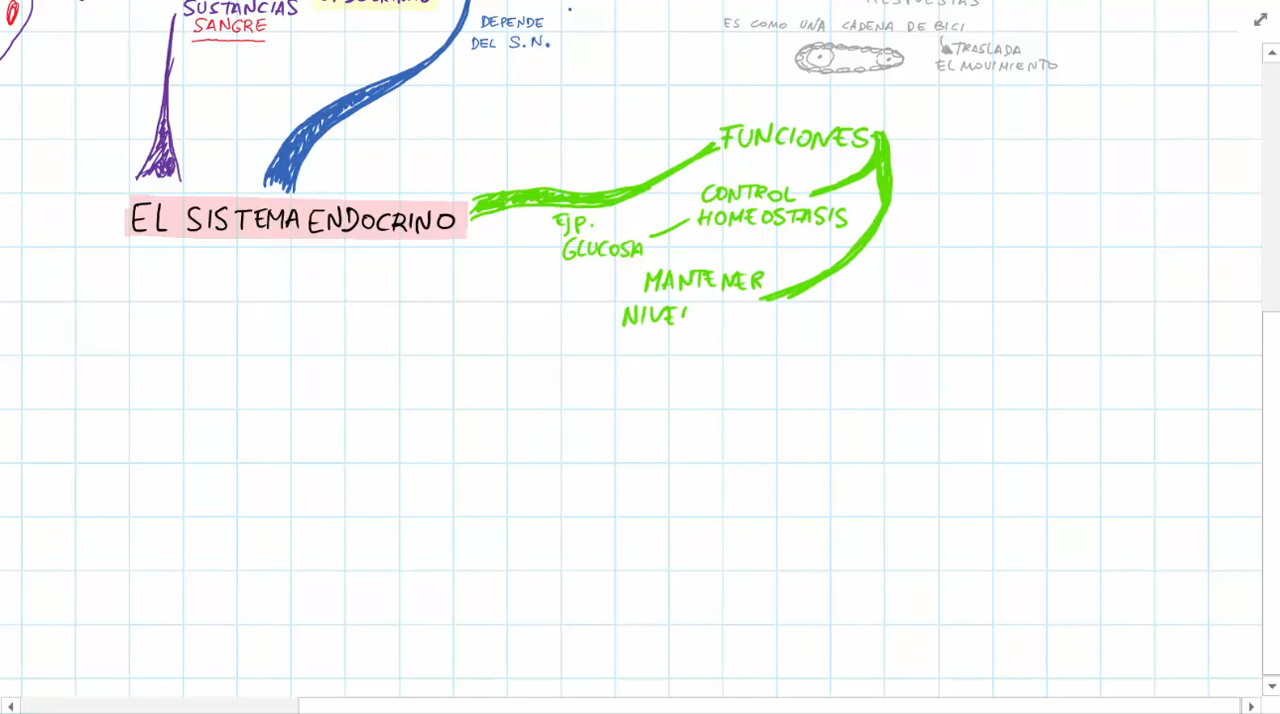 SUSTANCIAS
SANGRE
DEPENDE
DEL S.N.
ES COMO UNA CADENA DE BICI
TRASLADA
EL MOVIMIENTO
FUNCIONES
CONTROL
HOMEOSTASIS
EJP.
GLUCOSA
EL SISTEMA ENDOCRINO
MANTENER
NIVE